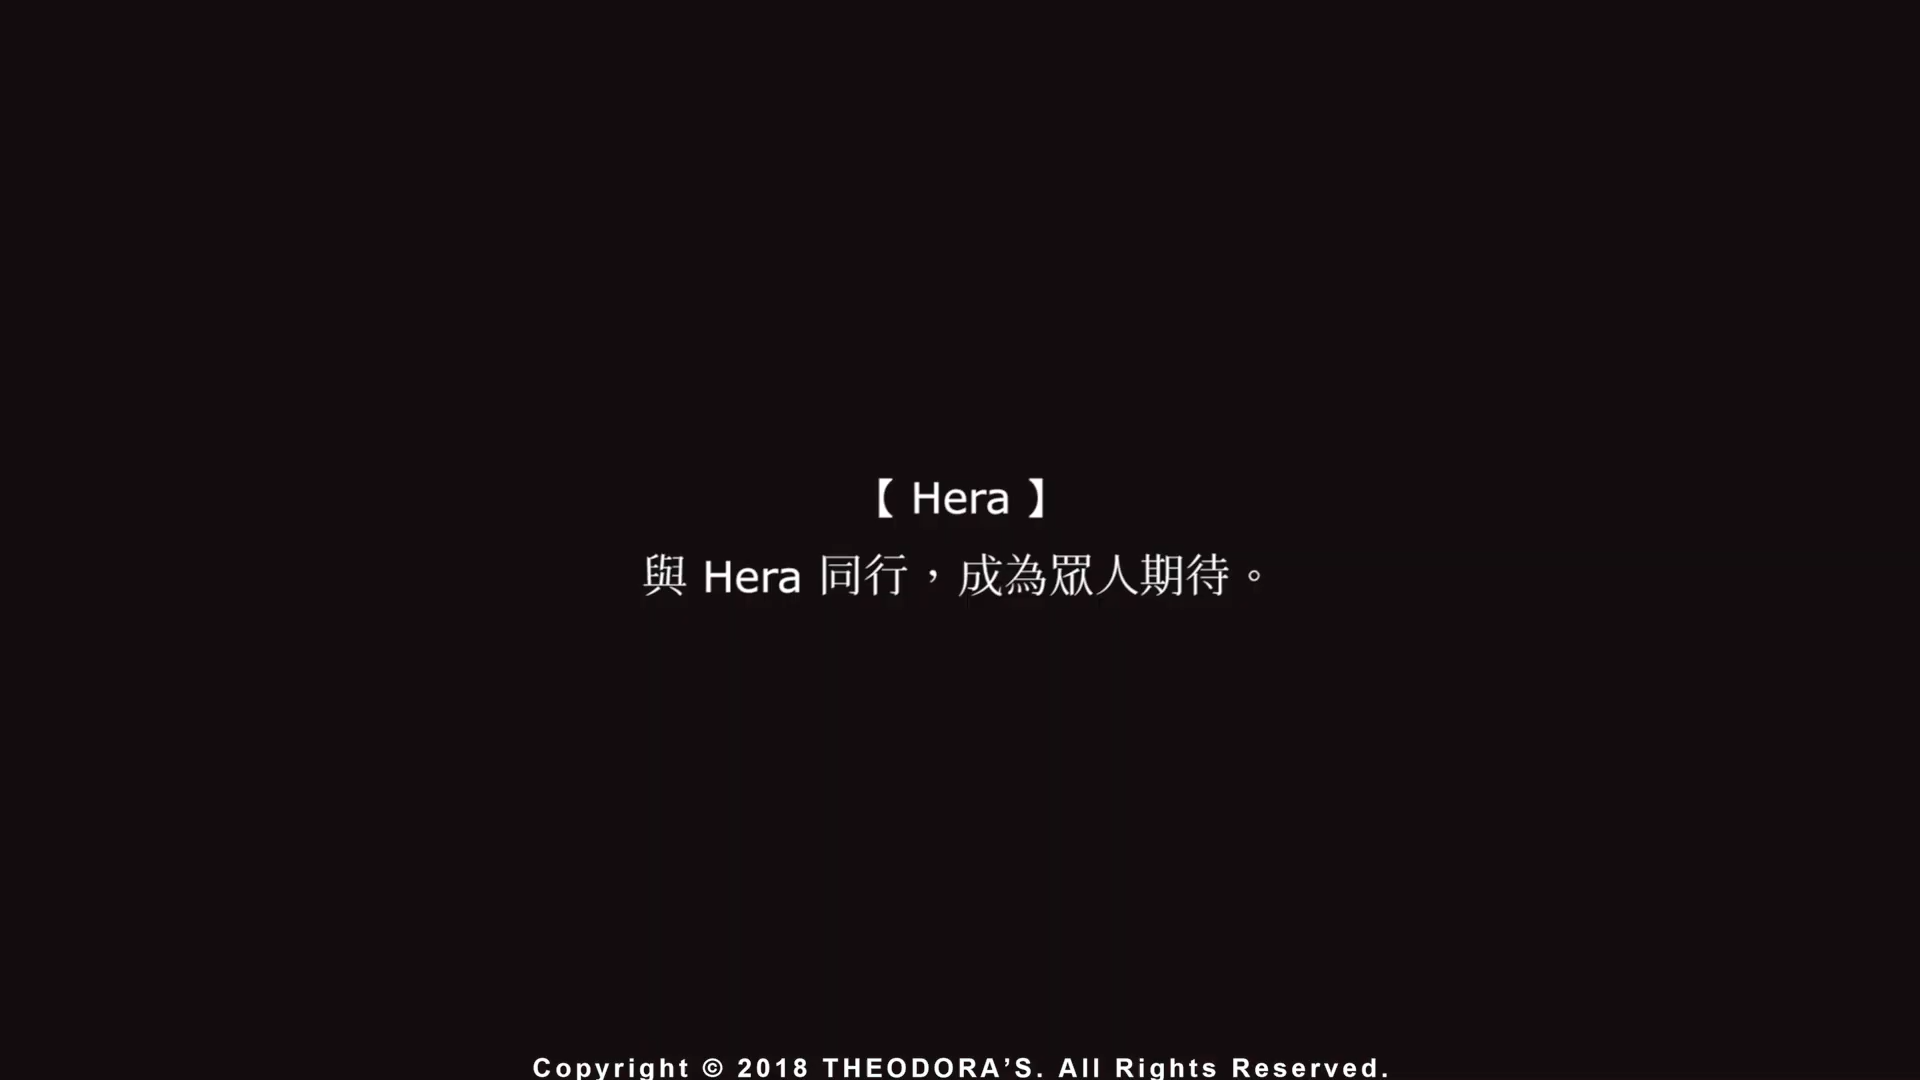 【 Hera 】
與 Hera 同行，成為眾人期待。
Copyright © 2018 THEODORA’S. All Rights Reserved.